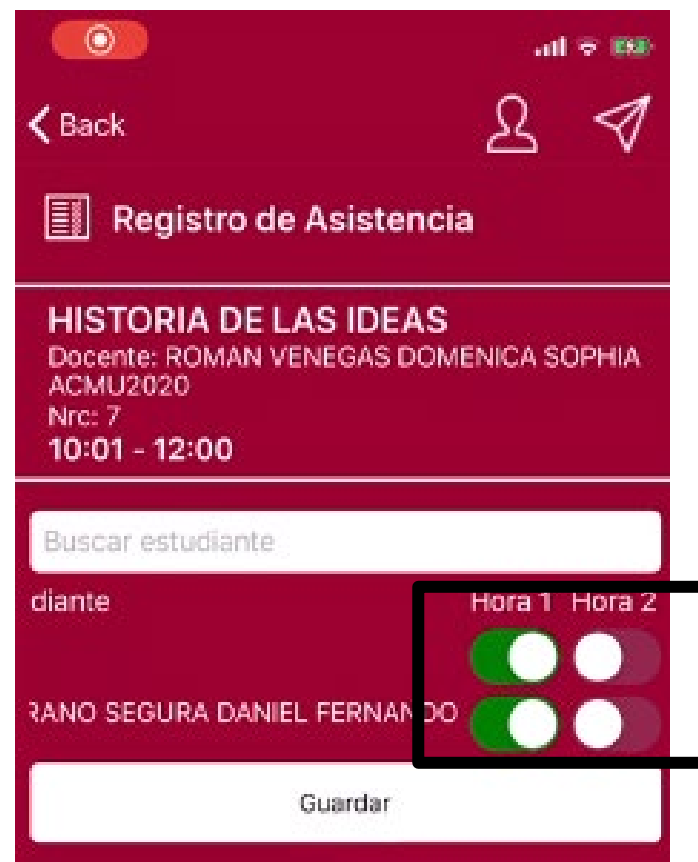 Back
Registro de Asistencia
HISTORIA DE LAS IDEAS
Docente: ROMAN VENEGAS DOMENICA SOPHIA
ACMU2020
Nrc: 7
10:01 - 12:00
Buscar estudiante
diante Hora 1 Hora 2
RANO SEGURA DANIEL FERNANDO
Guardar